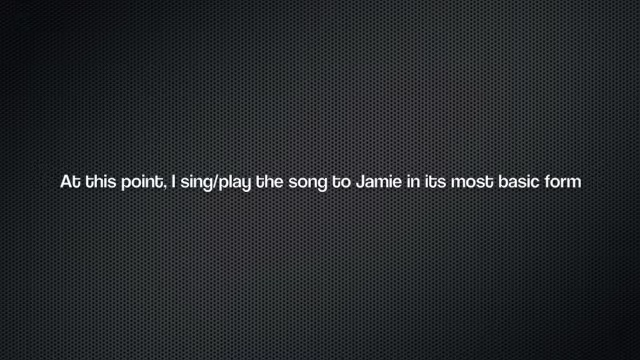 At this point, I sing/play the song to Jamie in its most basic form